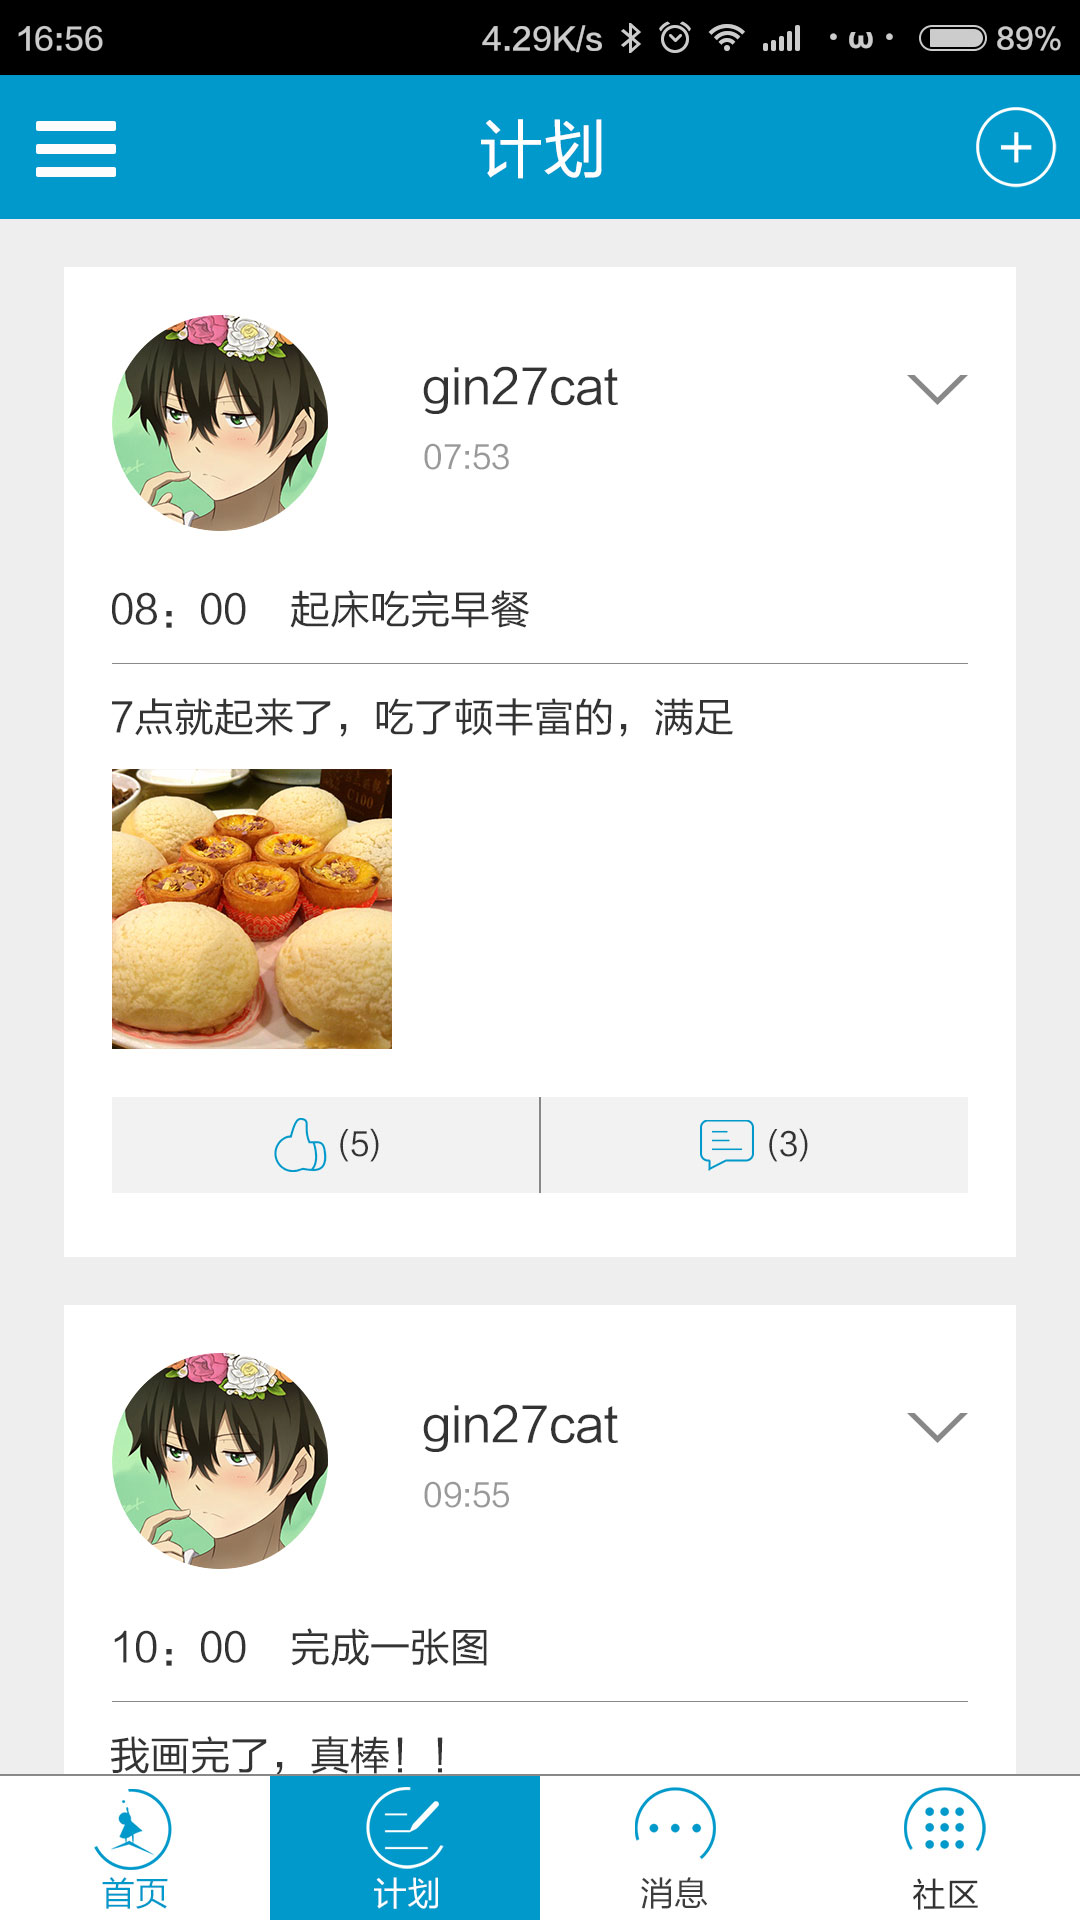 16:56 4.29K/s ·ω· 89%
计划
gin27cat
07:53
08：00 起床吃完早餐
7点就起来了，吃了顿丰富的，满足
C100
(5) (3)
gin27cat
09:55
10：00 完成一张图
我画完了，真棒！！
首页 计划 消息 社区